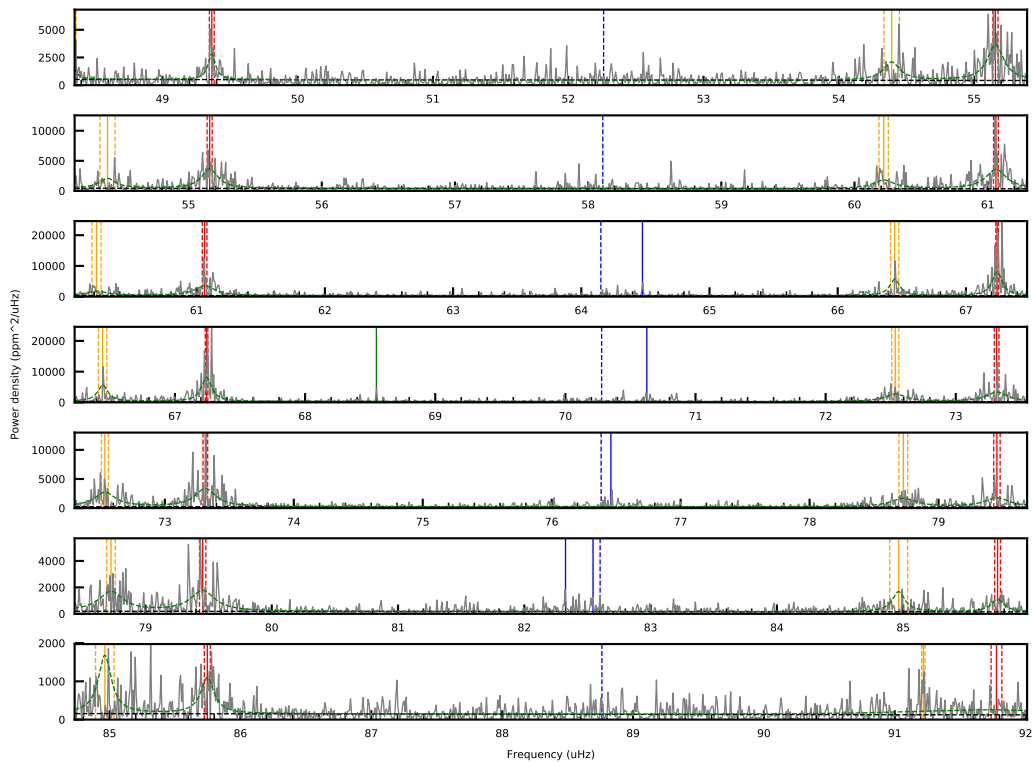 5000
2500
0
49 50 51 52 53 54 55
10000
5000
0
55 56 57 58 59 60 61
20000
10000
0
61 62 63 64 65 66 67
20000
10000
0
67 68 69 70 71 72 73
Power density (ppm^2/uHz)
10000
5000
0
73 74 75 76 77 78 79
4000
2000
0
79 80 81 82 83 84 85
2000
1000
0
85 86 87 88 89 90 91 92
Frequency (uHz)